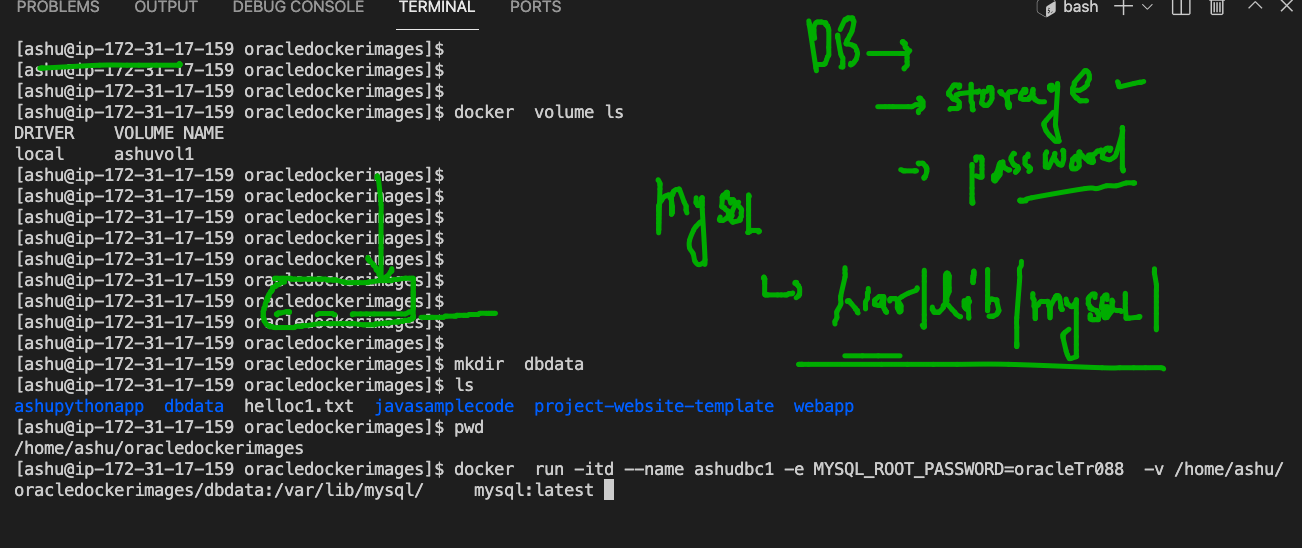 PROBLEMS OUTPUT DEBUG CONSOLE TERMINAL PORTS bash
[ashu@ip-172-31-17-159 oracledockerimages]$
[ashu@ip-172-31-17-159 oracledockerimages]$
[ashu@ip-172-31-17-159 oracledockerimages]$
[ashu@ip-172-31-17-159 oracledockerimages]$ docker  volume ls
DRIVER    VOLUME NAME
local     ashuvol1
[ashu@ip-172-31-17-159 oracledockerimages]$
[ashu@ip-172-31-17-159 oracledockerimages]$
[ashu@ip-172-31-17-159 oracledockerimages]$
[ashu@ip-172-31-17-159 oracledockerimages]$
[ashu@ip-172-31-17-159 oracledockerimages]$
[ashu@ip-172-31-17-159 oracledockerimages]$
[ashu@ip-172-31-17-159 oracledockerimages]$
[ashu@ip-172-31-17-159 oracledockerimages]$
[ashu@ip-172-31-17-159 oracledockerimages]$
[ashu@ip-172-31-17-159 oracledockerimages]$ mkdir  dbdata
[ashu@ip-172-31-17-159 oracledockerimages]$ ls
ashupythonapp  dbdata  helloc1.txt  javasamplecode  project-website-template  webapp
[ashu@ip-172-31-17-159 oracledockerimages]$ pwd
/home/ashu/oracledockerimages
[ashu@ip-172-31-17-159 oracledockerimages]$ docker  run -itd --name ashudbc1 -e MYSQL_ROOT_PASSWORD=oracleTr088  -v /home/ashu/
oracledockerimages/dbdata:/var/lib/mysql/     mysql:latest
DB →
→ storage -
→ password
mysQL
↳ /var/lib/mysQL/